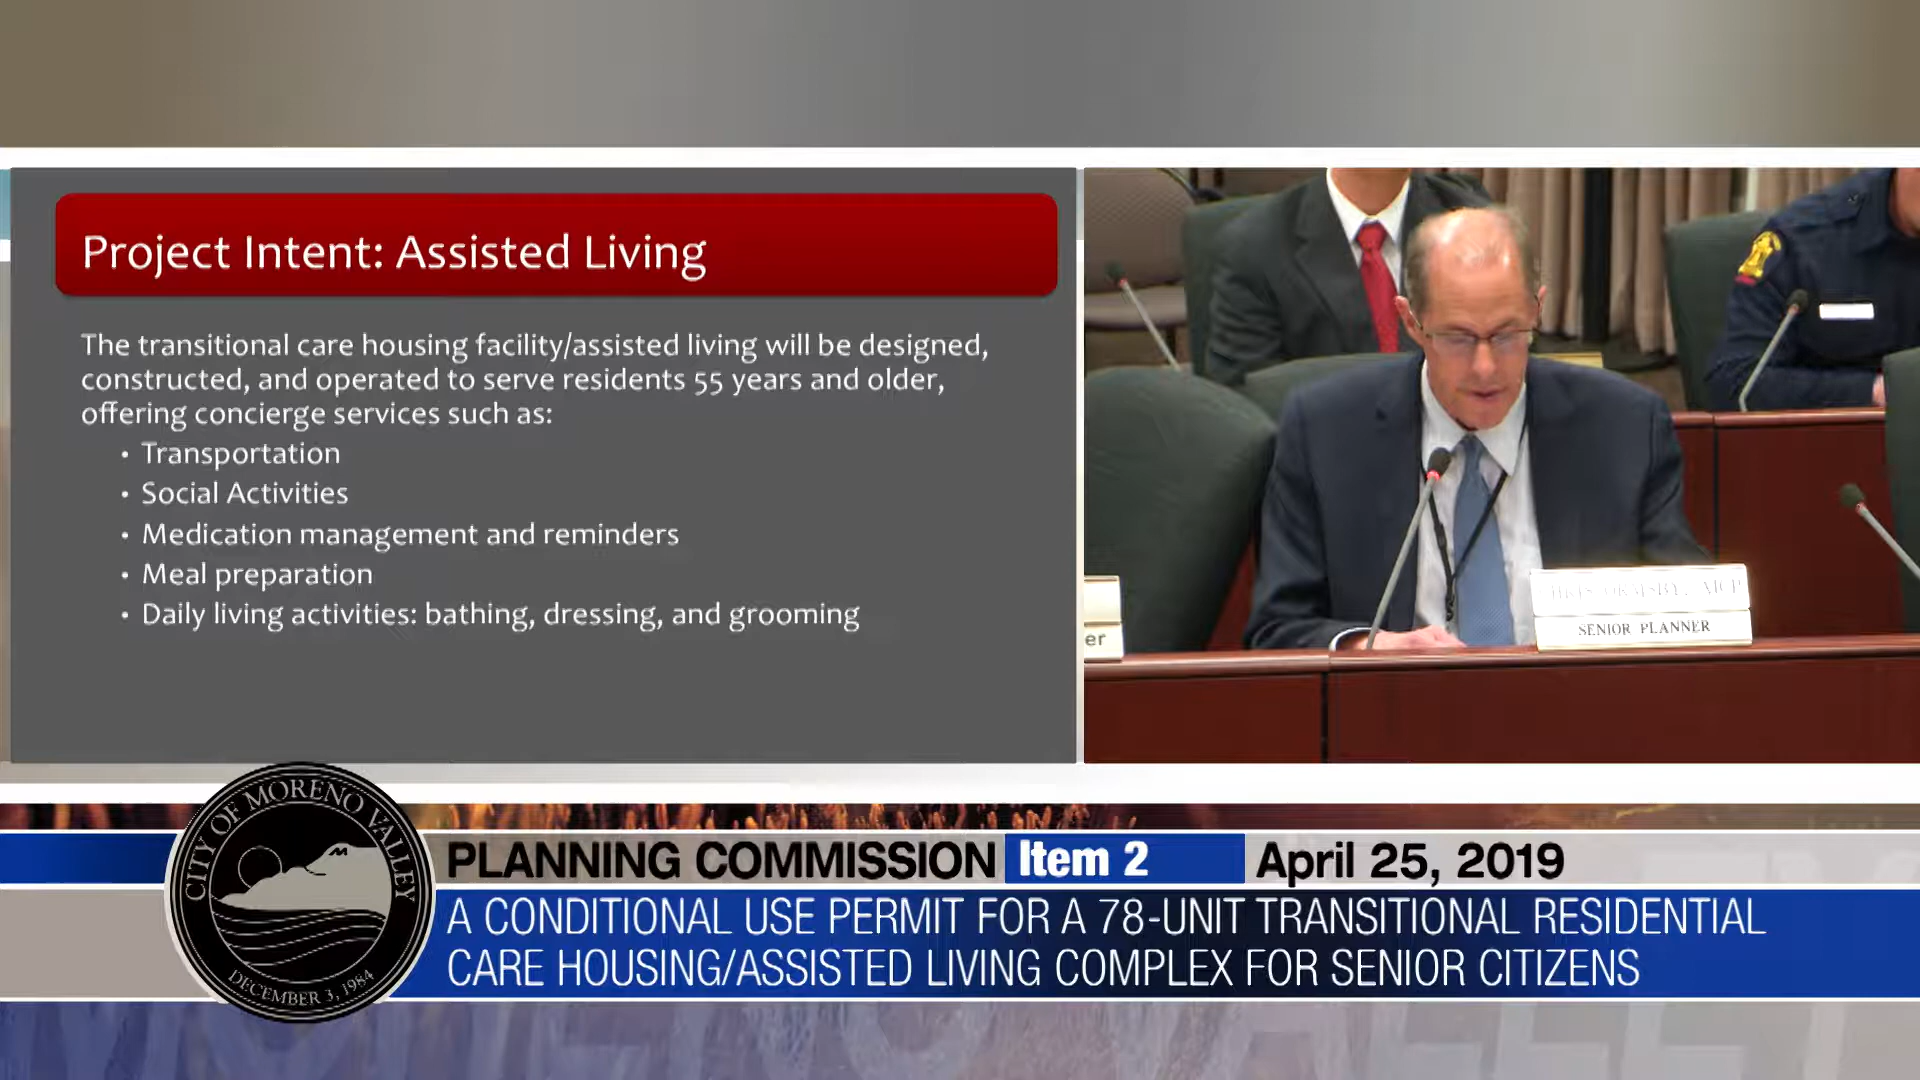 Project Intent: Assisted Living
The transitional care housing facility/assisted living will be designed,
constructed, and operated to serve residents 55 years and older,
offering concierge services such as:
• Transportation
• Social Activities
• Medication management and reminders
• Meal preparation
• Daily living activities: bathing, dressing, and grooming
er
CHRIS ORMSBY, AICP
SENIOR PLANNER
CITY OF MORENO VALLEY
DECEMBER 3, 1984
PLANNING COMMISSION Item 2 April 25, 2019
A CONDITIONAL USE PERMIT FOR A 78-UNIT TRANSITIONAL RESIDENTIAL
CARE HOUSING/ASSISTED LIVING COMPLEX FOR SENIOR CITIZENS